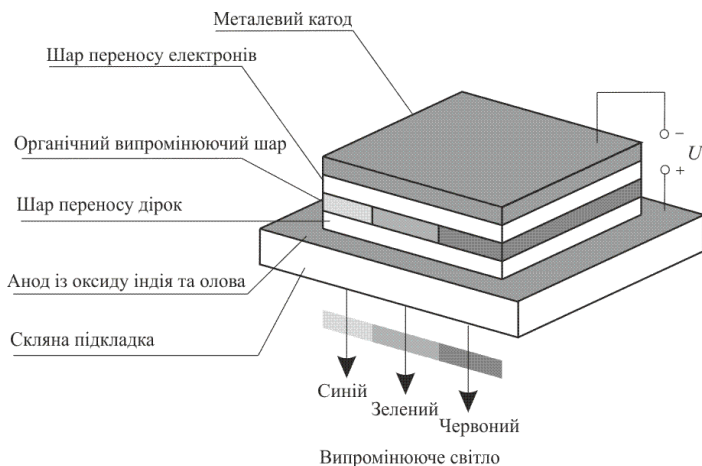 Металевий катод
Шар переносу електронів
Органічний випромінюючий шар
Шар переносу дірок
Анод із оксиду індія та олова
Скляна підкладка
−
U
+
Синій
Зелений
Червоний
Випромінююче світло